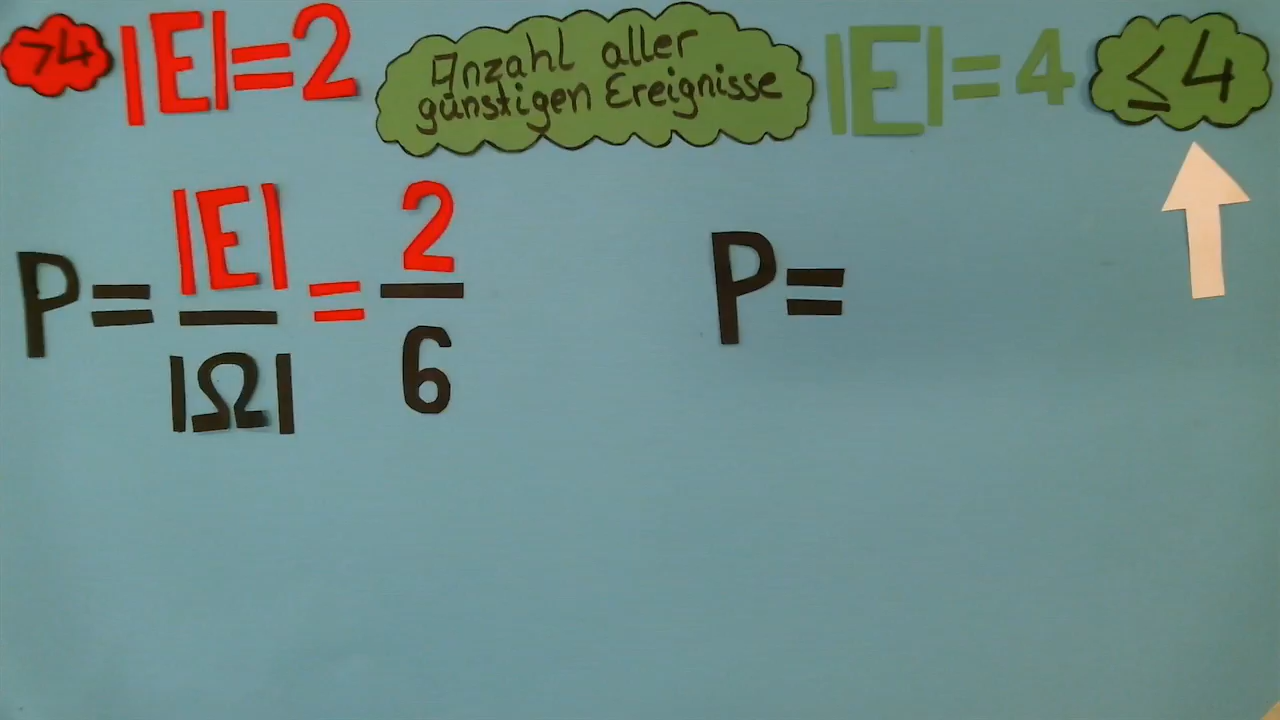 >4 |E|=2
Anzahl aller
günstigen Ereignisse
|E|=4 ≤4
P=|E|/|Ω|=2/6
P=